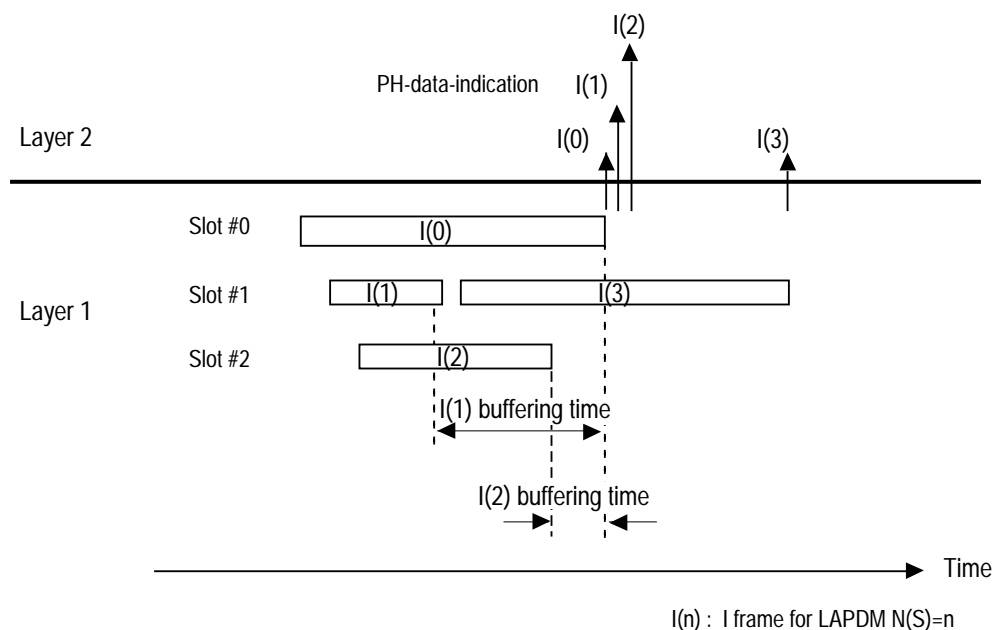 I(2)
PH-data-indication
I(1)
Layer 2
I(0)
I(3)
Slot #0
I(0)
Layer 1
Slot #1
I(1)
I(3)
Slot #2
I(2)
I(1) buffering time
I(2) buffering time
Time
I(n) : I frame for LAPDM N(S)=n